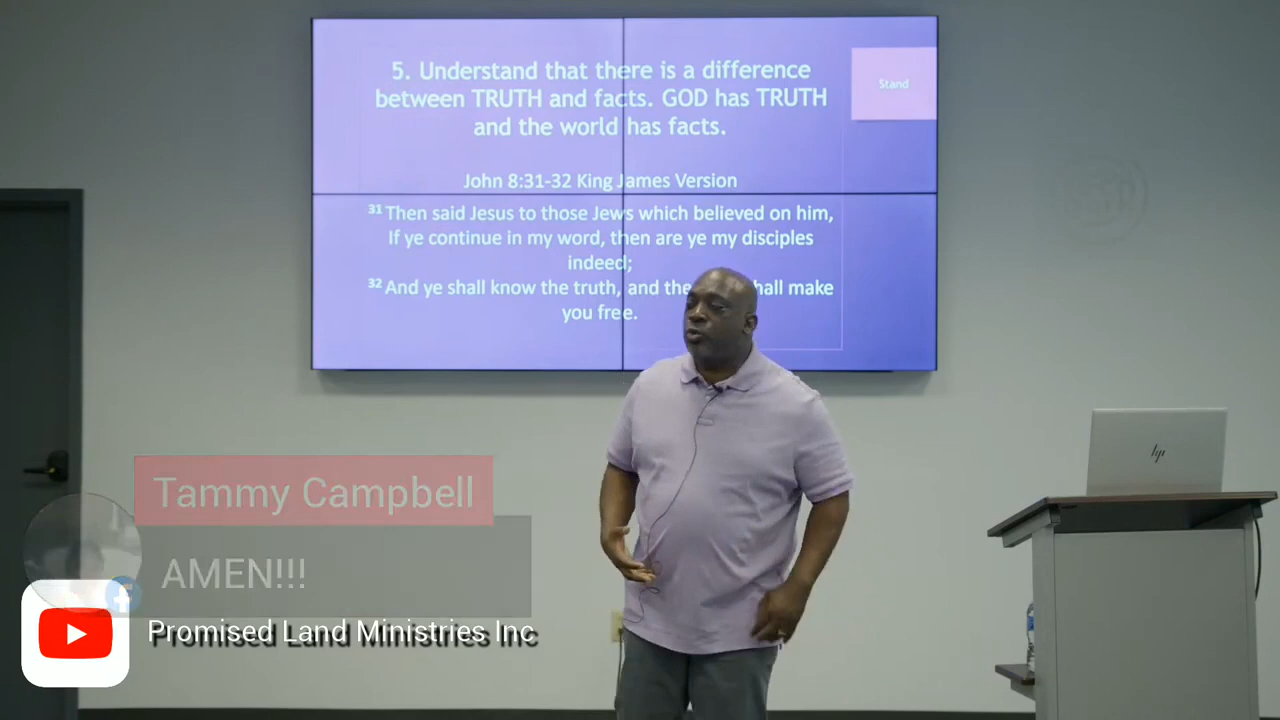 5. Understand that there is a difference
between TRUTH and facts. GOD has TRUTH
and the world has facts.
Stand
John 8:31-32 King James Version
31 Then said Jesus to those Jews which believed on him,
If ye continue in my word, then are ye my disciples
indeed;
32 And ye shall know the truth, and the hall make
you free.
hp
Tammy Campbell
AMEN!!!
Promised Land Ministries Inc